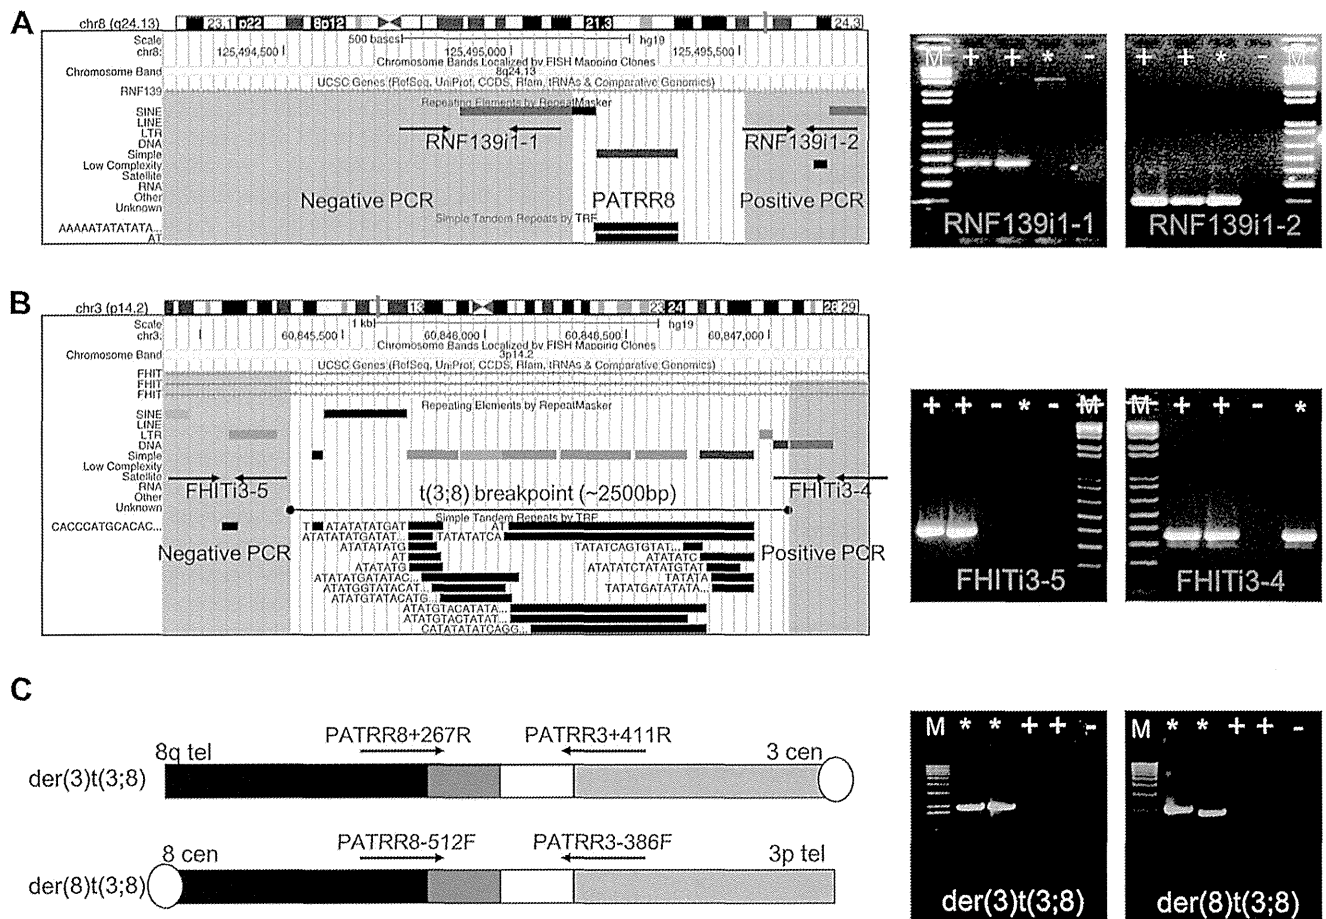 A
chr8 (q24.13)
23.1 p22 8p12 21.3 24.3
Scale 500 bases hg19
chr8: 125,494,500 125,495,000 125,495,500
Chromosome Bands Localized by FISH Mapping Clones
Chromosome Band 8q24.13
UCSC Genes (RefSeq, UniProt, CCDS, Rfam, tRNAs & Comparative Genomics)
RNF139
Repeating Elements by RepeatMasker
SINE
LINE
LTR
DNA
Simple
Low Complexity
Satellite
RNA
Other
Unknown
RNF139i1-1 RNF139i1-2
Negative PCR PATRR8 Positive PCR
Simple Tandem Repeats by TRF
AAAAATATATATA...
AT
M + + * -
RNF139i1-1
+ + * - M
RNF139i1-2
B
chr3 (p14.2)
13 23 24 28 29
Scale 1 kb hg19
chr3: 60,845,500 60,846,000 60,846,500 60,847,000
Chromosome Bands Localized by FISH Mapping Clones
Chromosome Band 3p14.2
UCSC Genes (RefSeq, UniProt, CCDS, Rfam, tRNAs & Comparative Genomics)
FHIT
FHIT
FHIT
Repeating Elements by RepeatMasker
SINE
LINE
LTR
DNA
Simple
Low Complexity
Satellite
RNA
Other
Unknown
FHITi3-5 t(3;8) breakpoint (~2500bp) FHITi3-4
Simple Tandem Repeats by TRF
CACCCATGCACAC... T ATATATATGAT AT
Negative PCR Positive PCR
ATATATATGATAT... TATATATCA
ATATATATG TATATCAGTGTAT...
AT ATATATC
ATATATG ATATATCTATATGTAT
ATATATGATATAC... TATATA
ATATGGTATACAT... TATATGATATATA...
ATATGTATACATG...
ATATGTACATATA...
ATATGTACTATAT...
CATATATATCAGG...
+ + - * - M
FHITi3-5
M + + - *
FHITi3-4
C
PATRR8+267R PATRR3+411R
8q tel 3 cen
der(3)t(3;8)
PATRR8-512F PATRR3-386F
8 cen 3p tel
der(8)t(3;8)
M * * + + -
der(3)t(3;8)
M * * + + -
der(8)t(3;8)